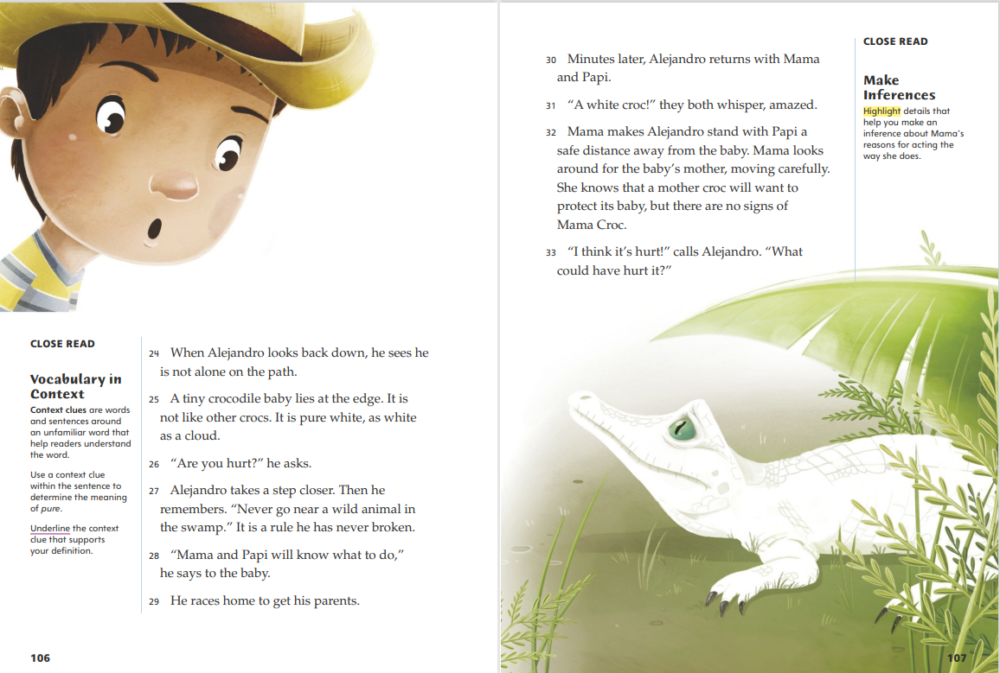 CLOSE READ
Vocabulary in
Context
Context clues are words
and sentences around
an unfamiliar word that
help readers understand
the word.
Use a context clue
within the sentence to
determine the meaning
of pure.
Underline the context
clue that supports
your definition.
24 When Alejandro looks back down, he sees he
is not alone on the path.
25 A tiny crocodile baby lies at the edge. It is
not like other crocs. It is pure white, as white
as a cloud.
26 “Are you hurt?” he asks.
27 Alejandro takes a step closer. Then he
remembers. “Never go near a wild animal in
the swamp.” It is a rule he has never broken.
28 “Mama and Papi will know what to do,”
he says to the baby.
29 He races home to get his parents.
106
30 Minutes later, Alejandro returns with Mama
and Papi.
31 “A white croc!” they both whisper, amazed.
32 Mama makes Alejandro stand with Papi a
safe distance away from the baby. Mama looks
around for the baby’s mother, moving carefully.
She knows that a mother croc will want to
protect its baby, but there are no signs of
Mama Croc.
33 “I think it’s hurt!” calls Alejandro. “What
could have hurt it?”
CLOSE READ
Make
Inferences
Highlight details that
help you make an
inference about Mama’s
reasons for acting the
way she does.
107